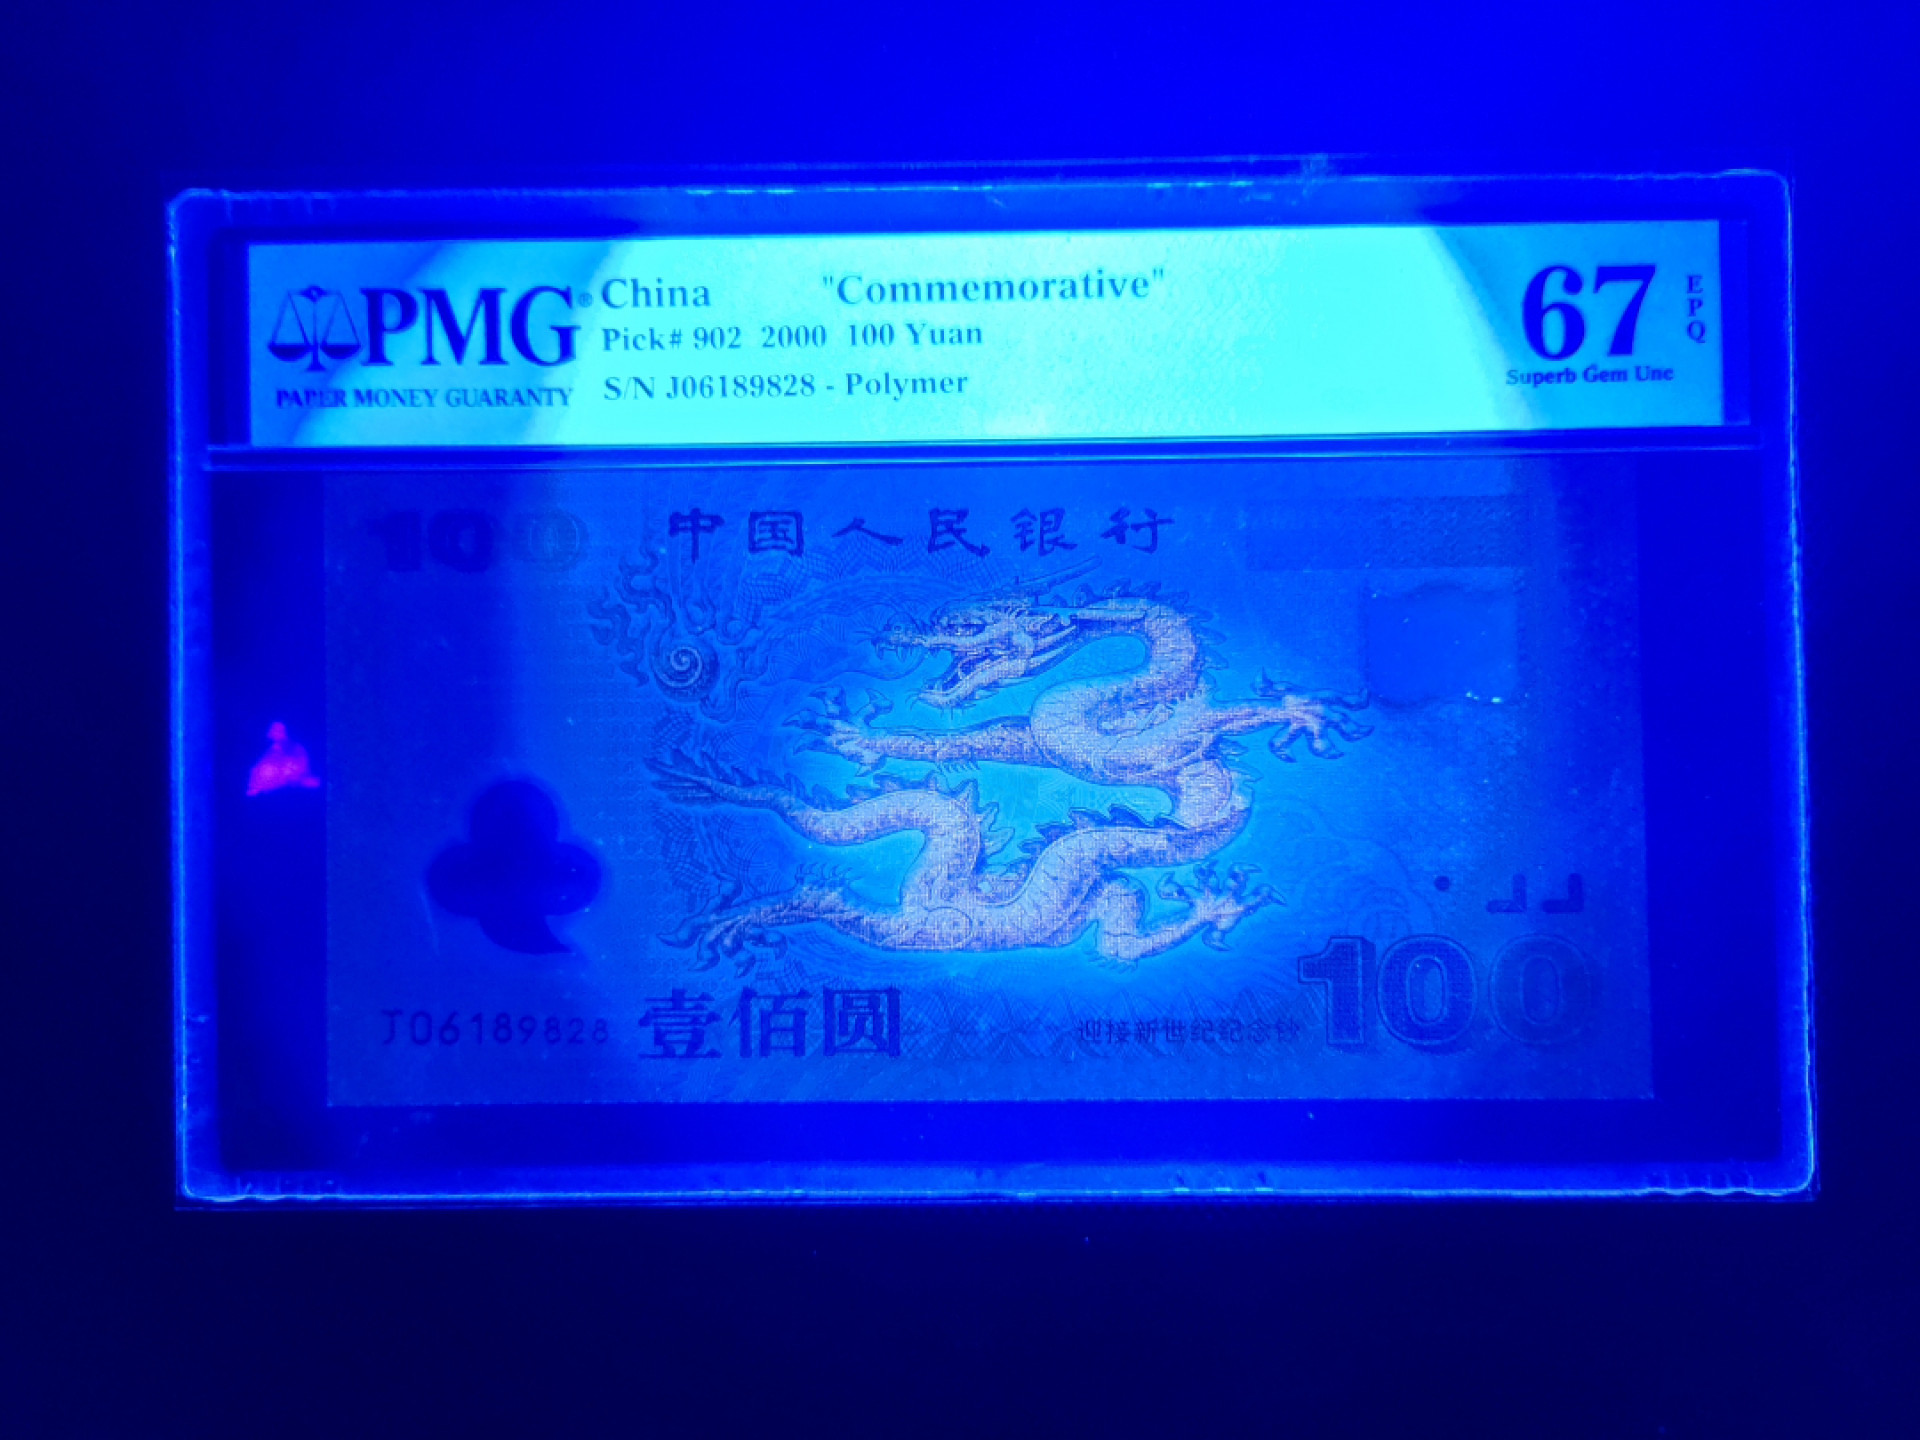 PMG®
PAPER MONEY GUARANTY
China "Commemorative"
Pick# 902 2000 100 Yuan
S/N J06189828 - Polymer
67
EPQ
Superb Gem Unc
100
中国人民银行
J06189828
壹佰圆
迎接新世纪纪念钞
100